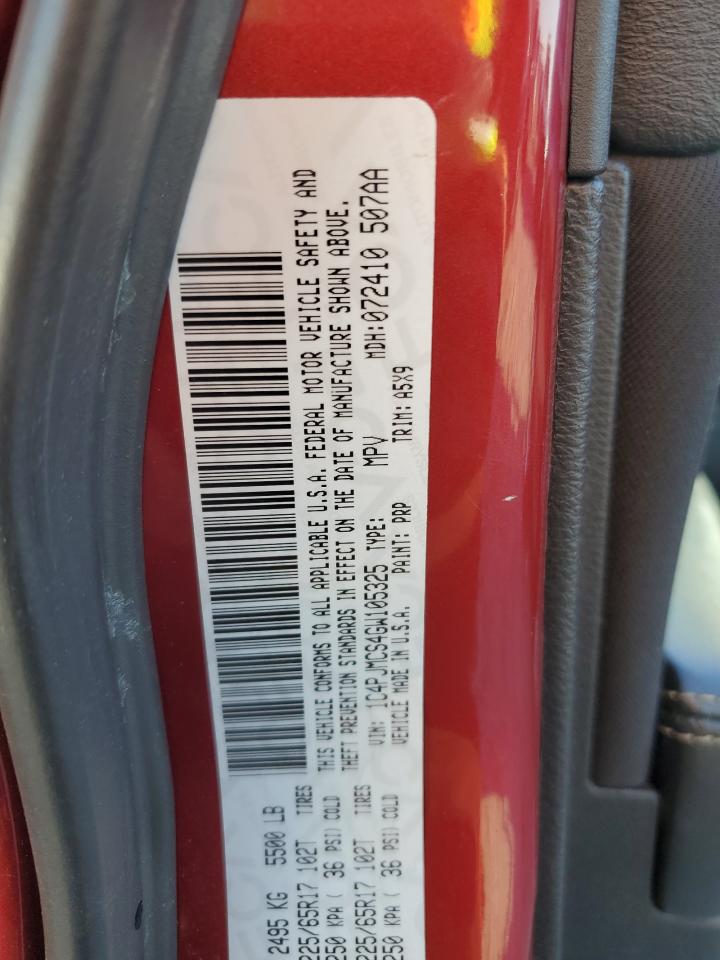 2495 KG 5500 LB
225/65R17 102T TIRES
250 KPA ( 36 PSI) COLD
225/65R17 102T TIRES
250 KPA ( 36 PSI) COLD
THIS VEHICLE CONFORMS TO ALL APPLICABLE U.S.A. FEDERAL MOTOR VEHICLE SAFETY AND
THEFT PREVENTION STANDARDS IN EFFECT ON THE DATE OF MANUFACTURE SHOWN ABOVE.
VIN: 1C4PJMCS4GW105325 TYPE: MPV MDH:072410 507AA
VEHICLE MADE IN U.S.A. PAINT: PRP TRIM: A5X9